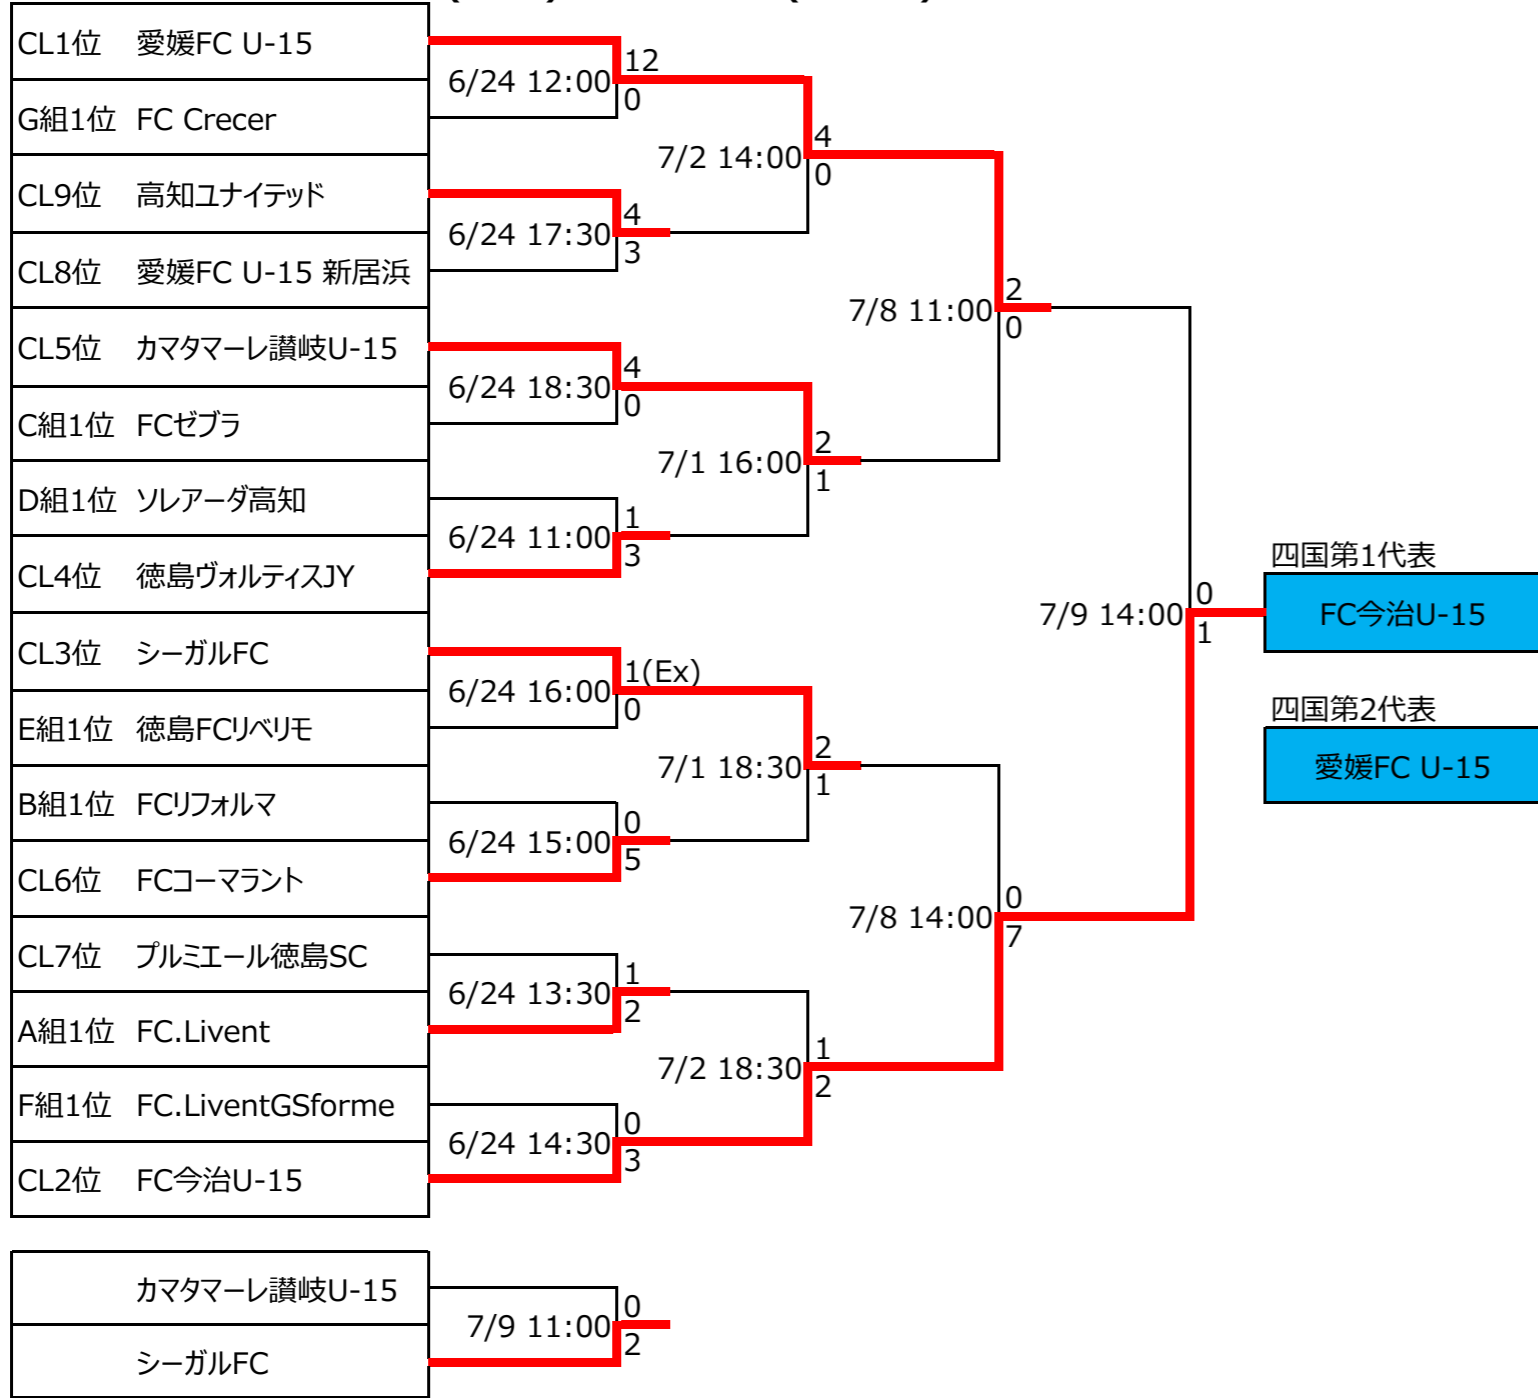 CL1位 愛媛FC U-15
G組1位 FC Crecer
6/24 12:00
12
0
CL9位 高知ユナイテッド
CL8位 愛媛FC U-15 新居浜
6/24 17:30
4
3
7/2 14:00
4
0
CL5位 カマタマーレ讃岐U-15
C組1位 FCゼブラ
6/24 18:30
4
0
D組1位 ソレアーダ高知
CL4位 徳島ヴォルティスJY
6/24 11:00
1
3
7/1 16:00
2
1
7/8 11:00
2
0
CL3位 シーガルFC
E組1位 徳島FCリベリモ
6/24 16:00
1(Ex)
0
B組1位 FCリフォルマ
CL6位 FCコーマラント
6/24 15:00
0
5
7/1 18:30
2
1
CL7位 プルミエール徳島SC
A組1位 FC.Livent
6/24 13:30
1
2
F組1位 FC.LiventGSforme
CL2位 FC今治U-15
6/24 14:30
0
3
7/2 18:30
1
2
7/8 14:00
0
7
7/9 14:00
0
1
四国第1代表
FC今治U-15
四国第2代表
愛媛FC U-15
カマタマーレ讃岐U-15
シーガルFC
7/9 11:00
0
2